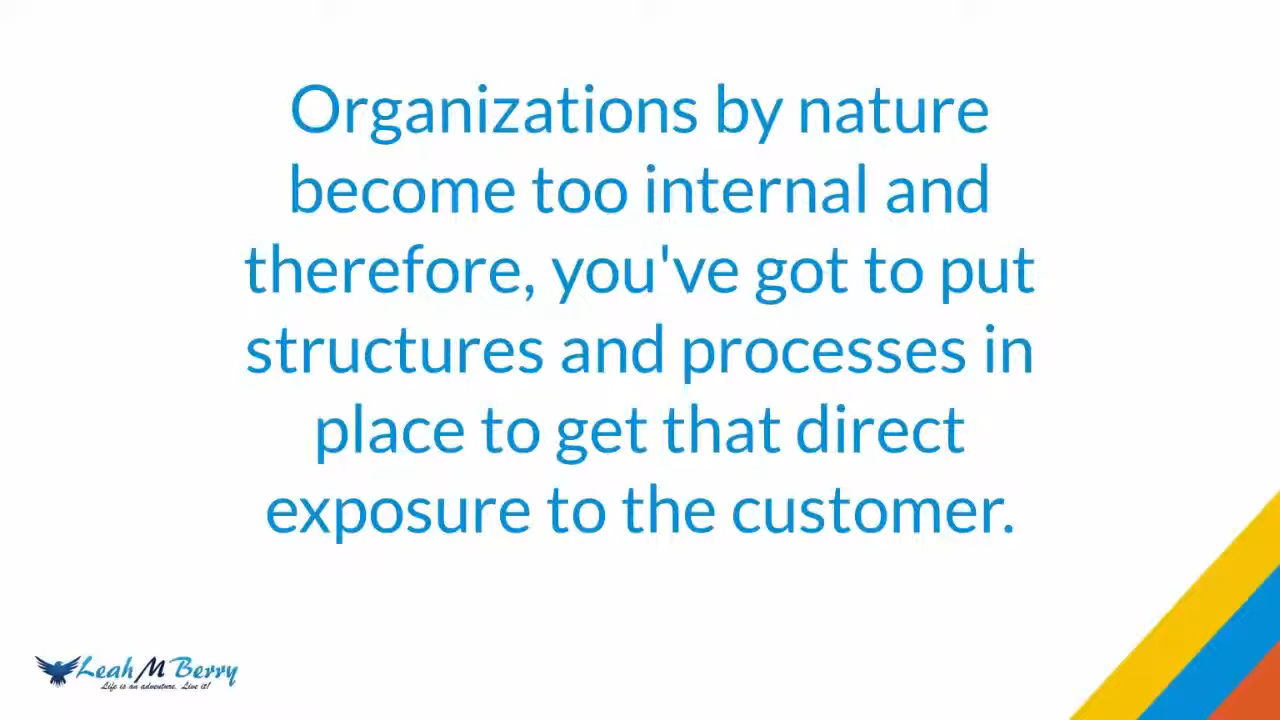 Organizations by nature
become too internal and
therefore, you've got to put
structures and processes in
place to get that direct
exposure to the customer.
Leah M Berry
Life is an adventure. Live it!